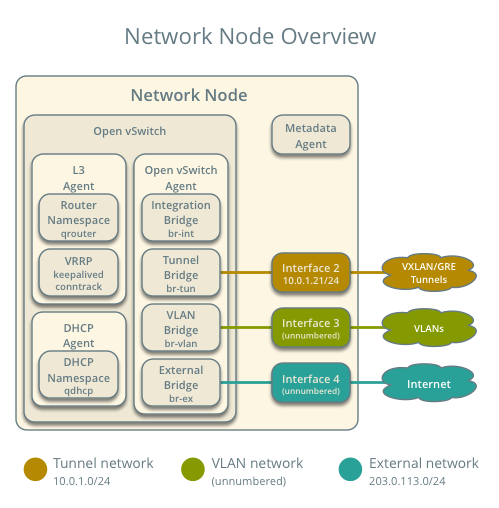 Network Node Overview
Network Node
Open vSwitch
Metadata
Agent
L3
Agent
Router
Namespace
qrouter
VRRP
keepalived
conntrack
DHCP
Agent
DHCP
Namespace
qdhcp
Open vSwitch
Agent
Integration
Bridge
br-int
Tunnel
Bridge
br-tun
VLAN
Bridge
br-vlan
External
Bridge
br-ex
Interface 2
10.0.1.21/24
VXLAN/GRE
Tunnels
Interface 3
(unnumbered)
VLANs
Interface 4
(unnumbered)
Internet
Tunnel network
10.0.1.0/24
VLAN network
(unnumbered)
External network
203.0.113.0/24